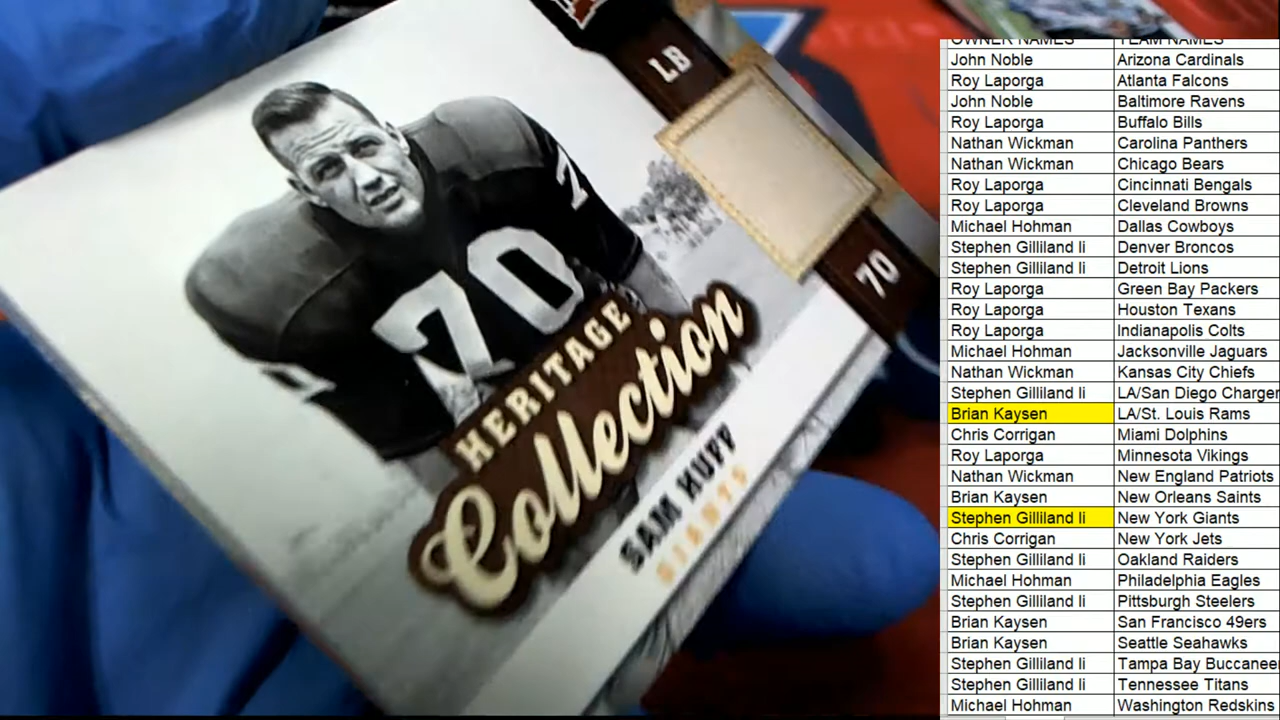 LB
70
70
7
HERITAGE
Collection
SAM HUFF
GIANTS
OWNER NAMES TEAM NAMES
John Noble Arizona Cardinals
Roy Laporga Atlanta Falcons
John Noble Baltimore Ravens
Roy Laporga Buffalo Bills
Nathan Wickman Carolina Panthers
Nathan Wickman Chicago Bears
Roy Laporga Cincinnati Bengals
Roy Laporga Cleveland Browns
Michael Hohman Dallas Cowboys
Stephen Gilliland Ii Denver Broncos
Stephen Gilliland Ii Detroit Lions
Roy Laporga Green Bay Packers
Roy Laporga Houston Texans
Roy Laporga Indianapolis Colts
Michael Hohman Jacksonville Jaguars
Nathan Wickman Kansas City Chiefs
Stephen Gilliland Ii LA/San Diego Charger
Brian Kaysen LA/St. Louis Rams
Chris Corrigan Miami Dolphins
Roy Laporga Minnesota Vikings
Nathan Wickman New England Patriots
Brian Kaysen New Orleans Saints
Stephen Gilliland Ii New York Giants
Chris Corrigan New York Jets
Stephen Gilliland Ii Oakland Raiders
Michael Hohman Philadelphia Eagles
Stephen Gilliland Ii Pittsburgh Steelers
Brian Kaysen San Francisco 49ers
Brian Kaysen Seattle Seahawks
Stephen Gilliland Ii Tampa Bay Buccanee
Stephen Gilliland Ii Tennessee Titans
Michael Hohman Washington Redskins